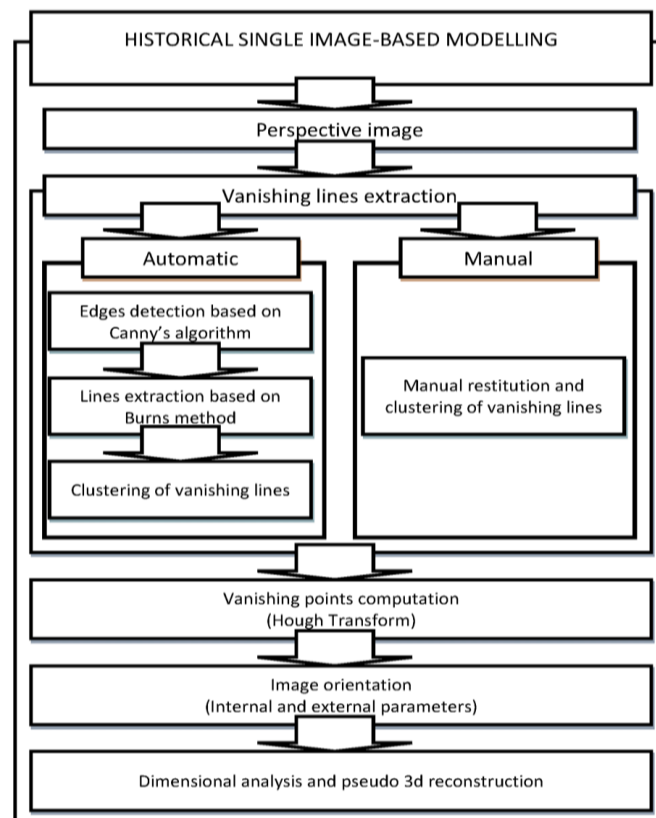 HISTORICAL SINGLE IMAGE-BASED MODELLING
Perspective image
Vanishing lines extraction
Automatic
Edges detection based on
Canny's algorithm
Lines extraction based on
Burns method
Clustering of vanishing lines
Manual
Manual restitution and
clustering of vanishing lines
Vanishing points computation
(Hough Transform)
Image orientation
(Internal and external parameters)
Dimensional analysis and pseudo 3d reconstruction